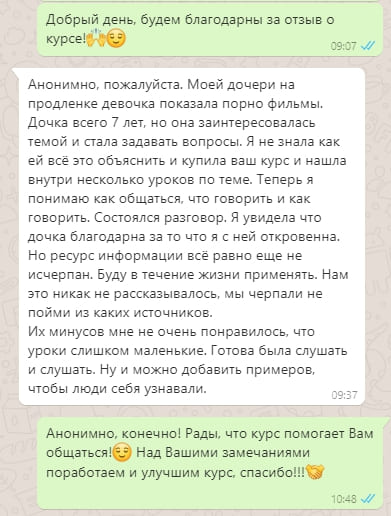 Добрый день, будем благодарны за отзыв о
курсе!🙌😌
09:07
Анонимно, пожалуйста. Моей дочери на
продленке девочка показала порно фильмы.
Дочка всего 7 лет, но она заинтересовалась
темой и стала задавать вопросы. Я не знала как
ей всё это объяснить и купила ваш курс и нашла
внутри несколько уроков по теме. Теперь я
понимаю как общаться, что говорить и как
говорить. Состоялся разговор. Я увидела что
дочка благодарна за то что я с ней откровенна.
Но ресурс информации всё равно еще не
исчерпан. Буду в течение жизни применять. Нам
это никак не рассказывалось, мы черпали не
пойми из каких источников.
Их минусов мне не очень понравилось, что
уроки слишком маленькие. Готова была слушать
и слушать. Ну и можно добавить примеров,
чтобы люди себя узнавали.
09:37
Анонимно, конечно! Рады, что курс помогает Вам
общаться!😌 Над Вашими замечаниями
поработаем и улучшим курс, спасибо!!!🤝
10:48